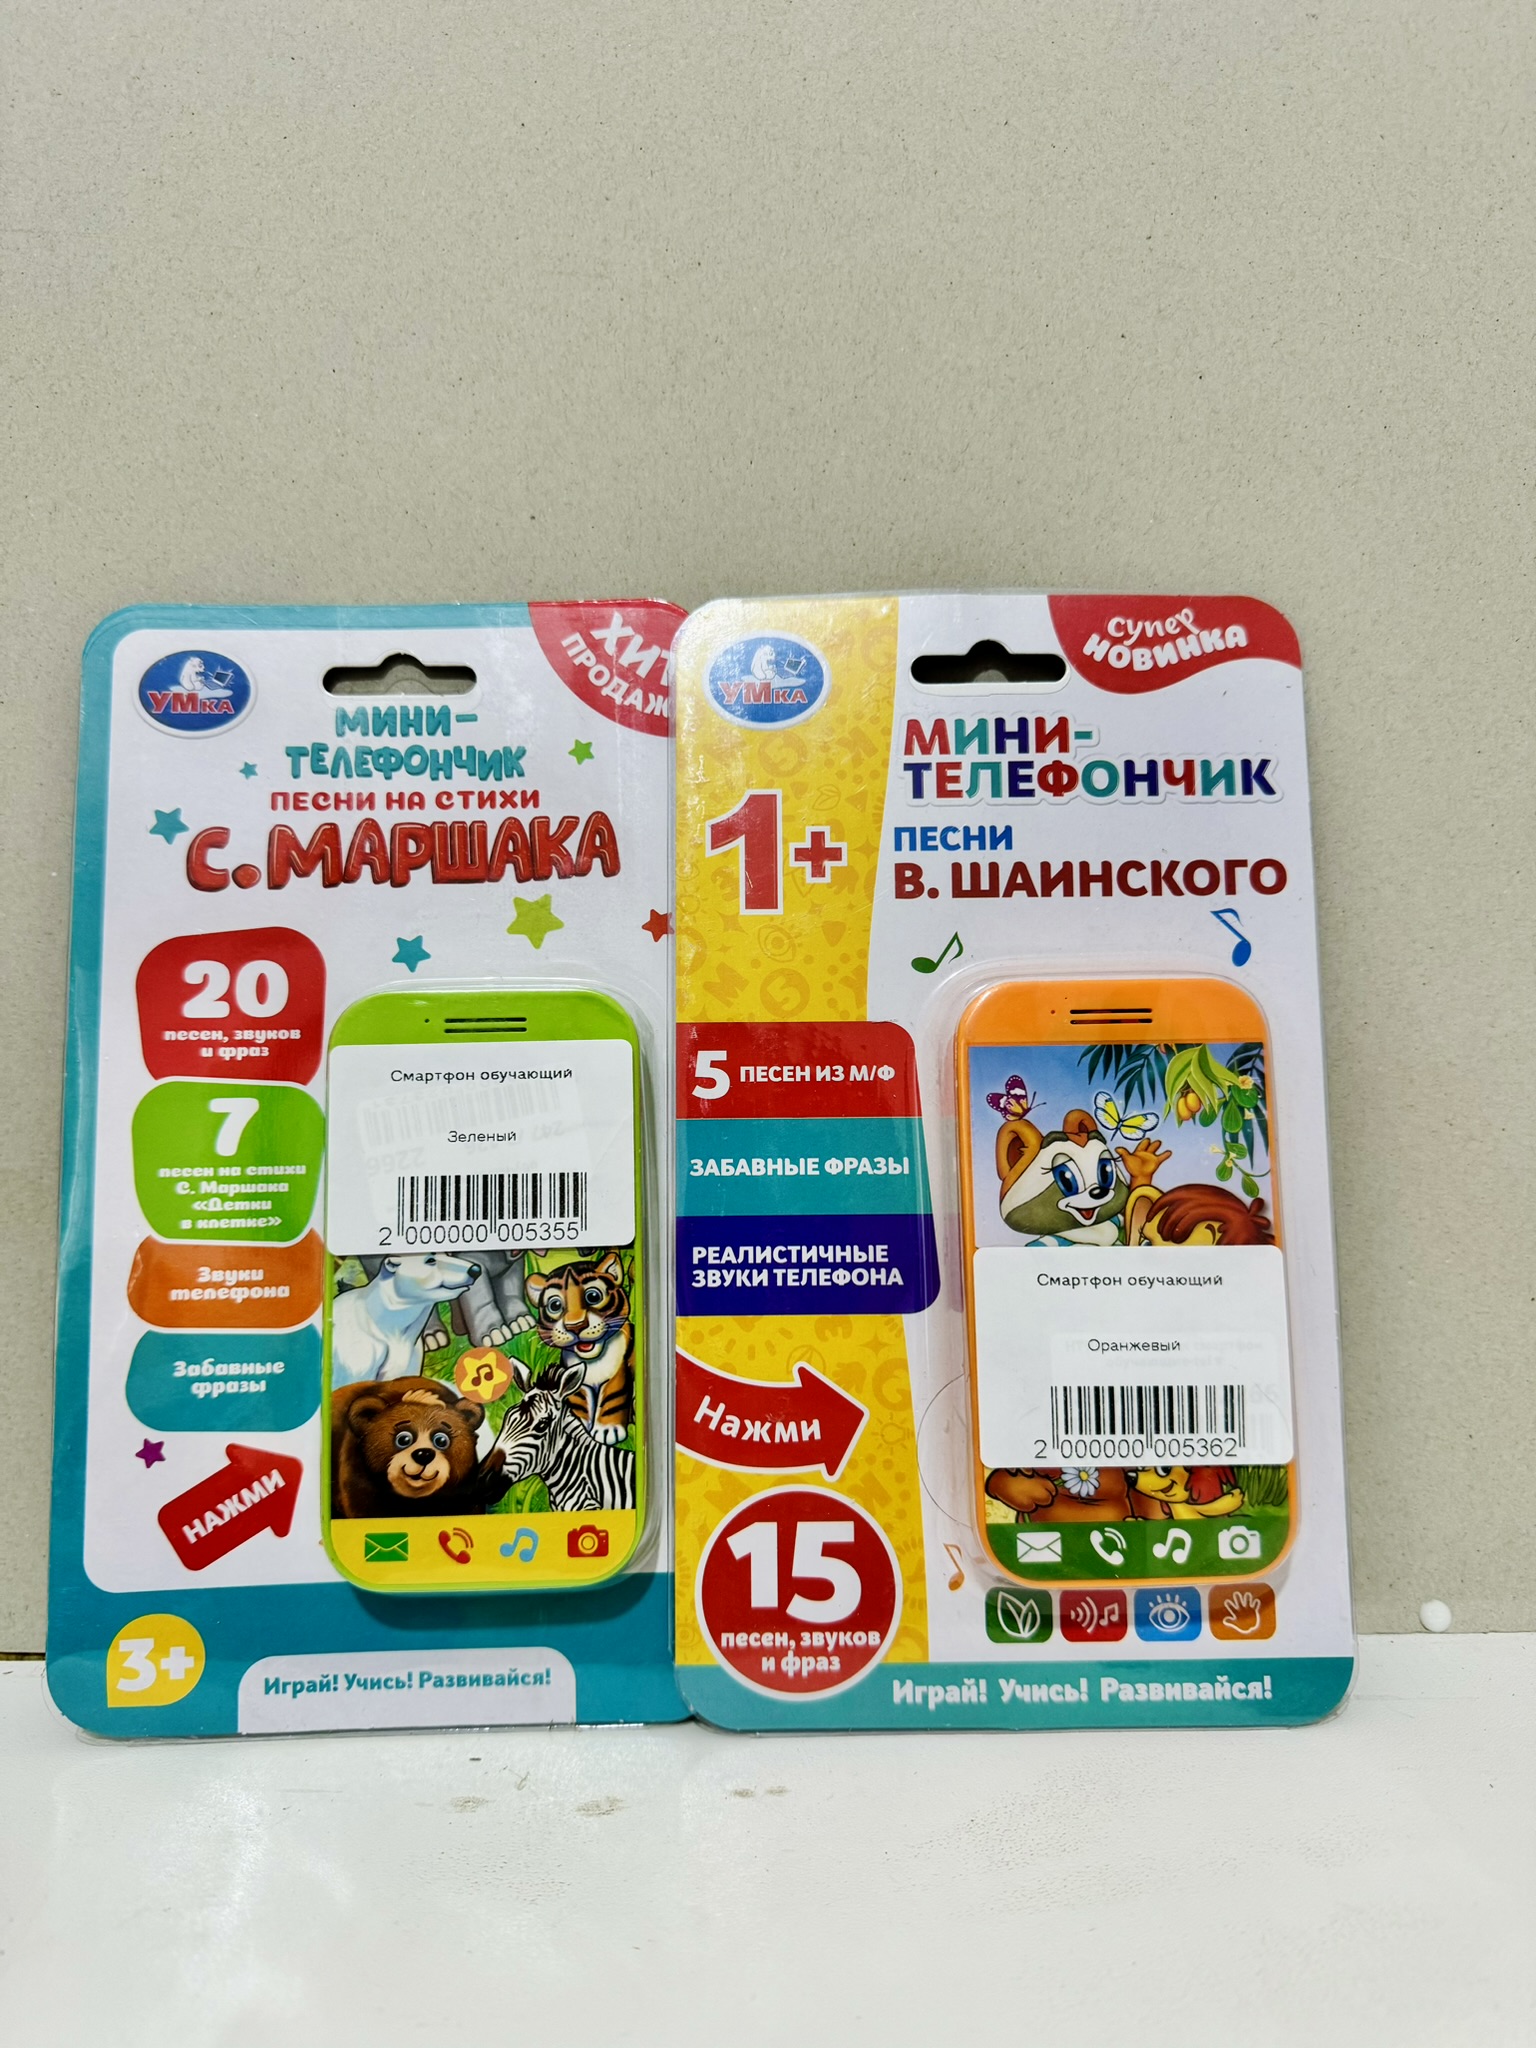 УМка
ХИТ
ПРОДАЖ
МИНИ-
ТЕЛЕФОНЧИК
ПЕСНИ НА СТИХИ
С. МАРШАКА
20
песен, звуков
и фраз
7
песен на стихи
С. Маршака
«Детки
в клетке»
Звуки
телефона
Забавные
фразы
НАЖМИ
3+
Играй! Учись! Развивайся!
Смартфон обучающий
Зеленый
2 000000 005355
УМка
Супер
НОВИНКА
МИНИ-
ТЕЛЕФОНЧИК
1+
ПЕСНИ
В. ШАИНСКОГО
5 ПЕСЕН ИЗ М/Ф
ЗАБАВНЫЕ ФРАЗЫ
РЕАЛИСТИЧНЫЕ
ЗВУКИ ТЕЛЕФОНА
Нажми
15
песен, звуков
и фраз
Смартфон обучающий
Оранжевый
2 000000 005362
Играй! Учись! Развивайся!